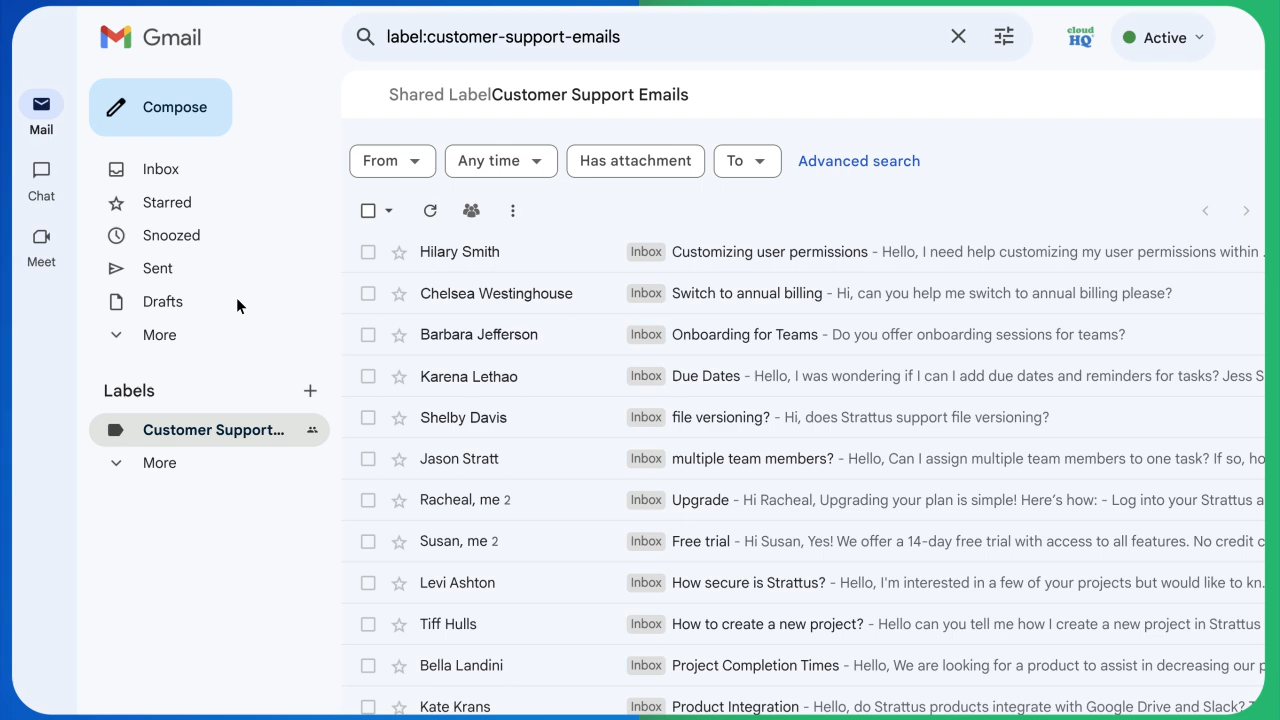 Gmail
label:customer-support-emails
cloud
HQ
Active
Mail
Chat
Meet
Compose
Inbox
Starred
Snoozed
Sent
Drafts
More
Labels
Customer Support...
More
Shared LabelCustomer Support Emails
From
Any time
Has attachment
To
Advanced search
Hilary Smith Inbox Customizing user permissions - Hello, I need help customizing my user permissions within
Chelsea Westinghouse Inbox Switch to annual billing - Hi, can you help me switch to annual billing please?
Barbara Jefferson Inbox Onboarding for Teams - Do you offer onboarding sessions for teams?
Karena Lethao Inbox Due Dates - Hello, I was wondering if I can I add due dates and reminders for tasks? Jess S
Shelby Davis Inbox file versioning? - Hi, does Strattus support file versioning?
Jason Stratt Inbox multiple team members? - Hello, Can I assign multiple team members to one task? If so, ho
Racheal, me 2 Inbox Upgrade - Hi Racheal, Upgrading your plan is simple! Here’s how: - Log into your Strattus a
Susan, me 2 Inbox Free trial - Hi Susan, Yes! We offer a 14-day free trial with access to all features. No credit c
Levi Ashton Inbox How secure is Strattus? - Hello, I'm interested in a few of your projects but would like to kn..
Tiff Hulls Inbox How to create a new project? - Hello can you tell me how I create a new project in Strattus
Bella Landini Inbox Project Completion Times - Hello, We are looking for a product to assist in decreasing our p
Kate Krans Inbox Product Integration - Hello, do Strattus products integrate with Google Drive and Slack?